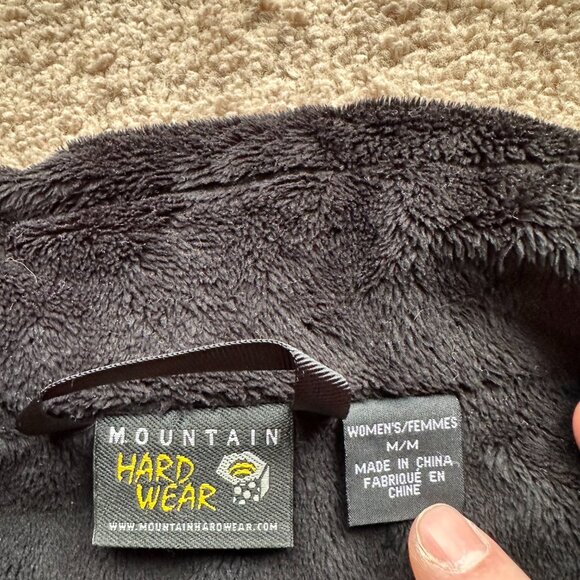 MOUNTAIN
HARD
WEAR
WWW.MOUNTAINHARDWEAR.COM
WOMEN'S/FEMMES
M/M
MADE IN CHINA
FABRIQUÉ EN
CHINE